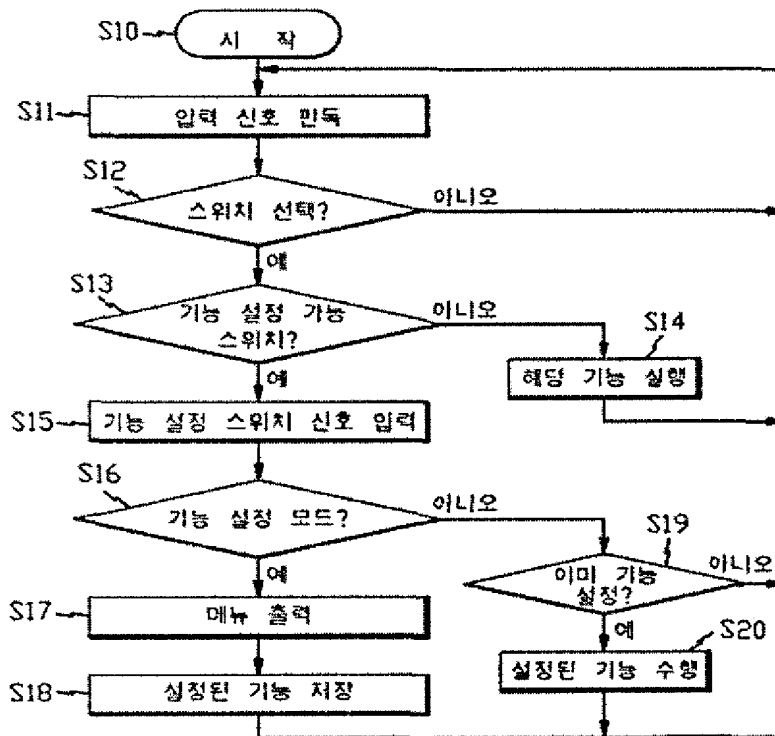 S10
시 작
S11
입력 신호 판독
S12
스위치 선택?
아니오
예
S13
기능 설정 가능
스위치?
아니오
S14
해당 기능 실행
예
S15
기능 설정 스위치 신호 입력
S16
기능 설정 모드?
아니오
S19
이미 기능
설정?
아니오
예
S17
메뉴 출력
예
S20
설정된 기능 수행
S18
설정된 기능 저장